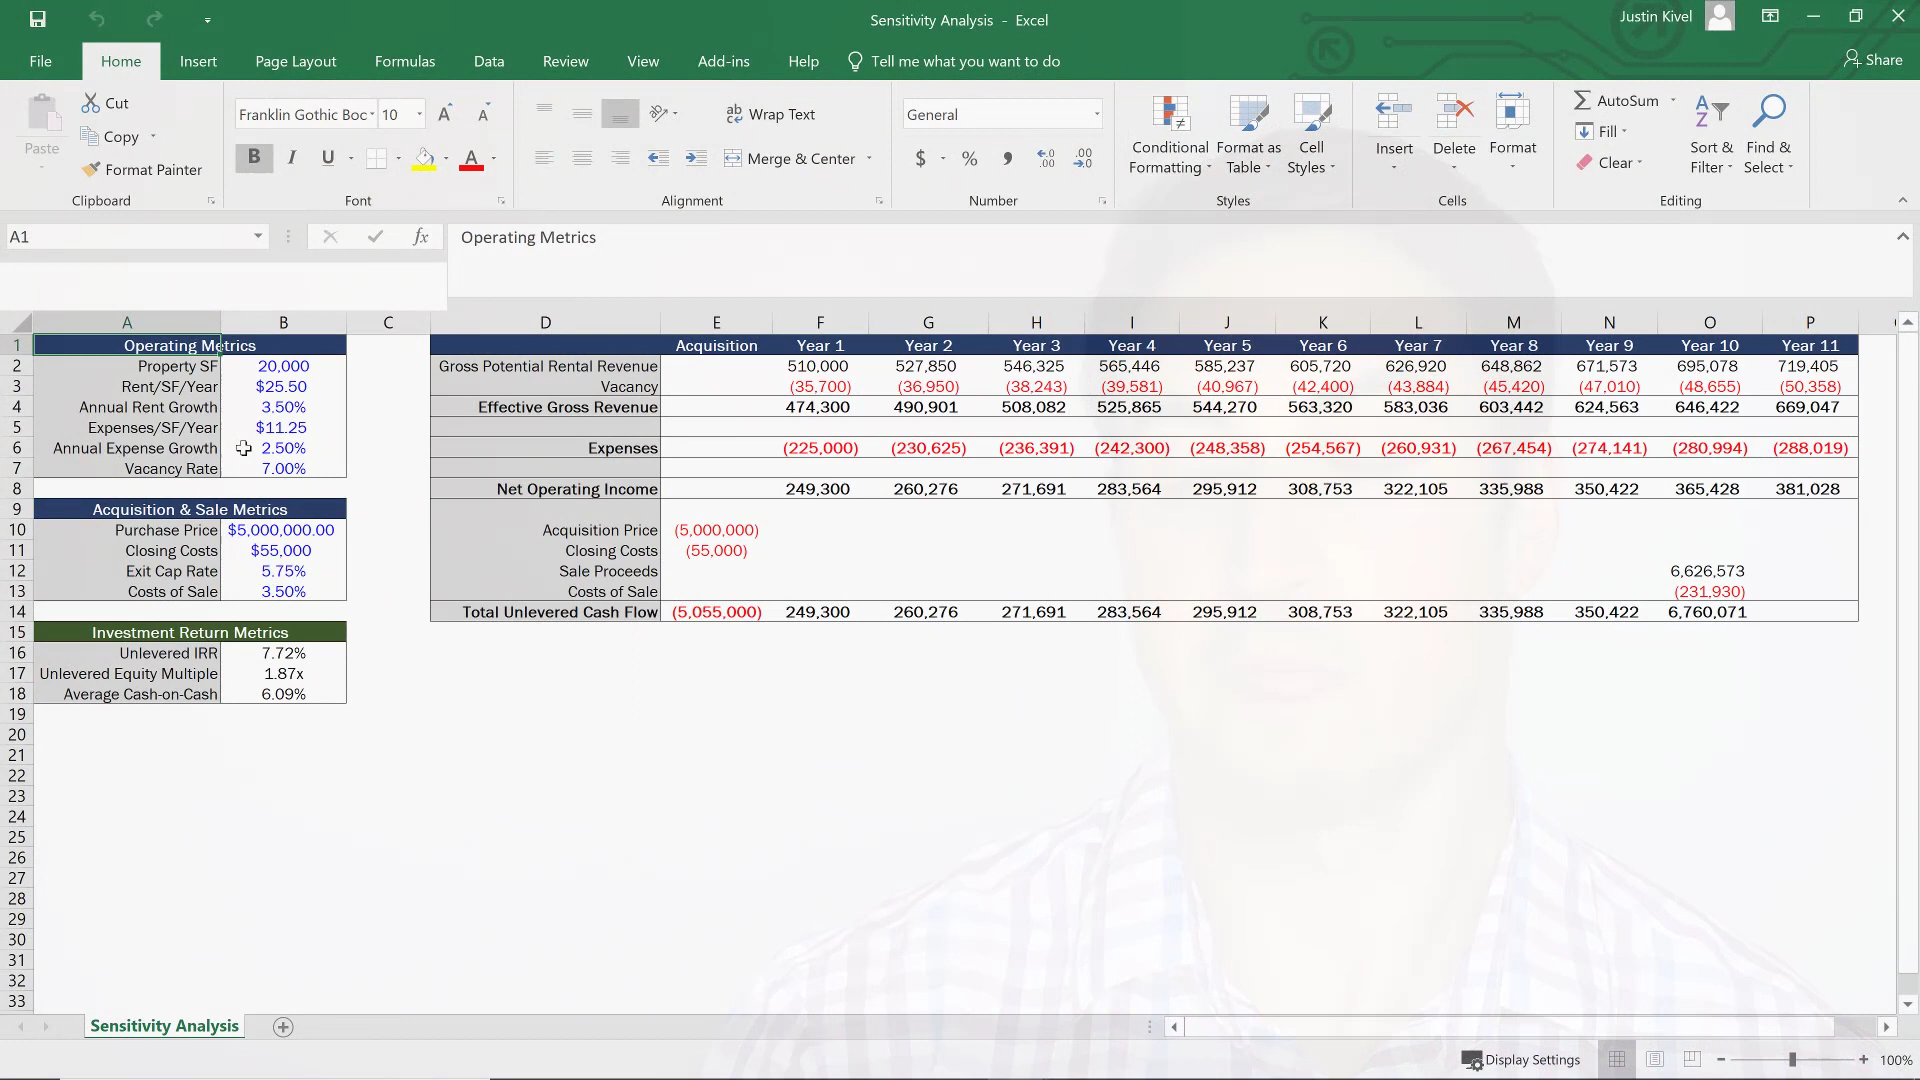 Sensitivity Analysis - Excel
Justin Kivel
File Home Insert Page Layout Formulas Data Review View Add-ins Help Tell me what you want to do Share
Paste
Cut
Copy
Format Painter
Clipboard
Franklin Gothic Boc 10
B I U
Font
Wrap Text
Merge & Center
Alignment
General
$ % , .00
Number
Conditional Formatting
Format as Table
Cell Styles
Styles
Insert Delete Format
Cells
AutoSum
Fill
Clear
Sort & Filter
Find & Select
Editing
A1 fx Operating Metrics
A B C D E F G H I J K L M N O P
1 Operating Metrics Acquisition Year 1 Year 2 Year 3 Year 4 Year 5 Year 6 Year 7 Year 8 Year 9 Year 10 Year 11
2 Property SF 20,000 Gross Potential Rental Revenue 510,000 527,850 546,325 565,446 585,237 605,720 626,920 648,862 671,573 695,078 719,405
3 Rent/SF/Year $25.50 Vacancy (35,700) (36,950) (38,243) (39,581) (40,967) (42,400) (43,884) (45,420) (47,010) (48,655) (50,358)
4 Annual Rent Growth 3.50% Effective Gross Revenue 474,300 490,901 508,082 525,865 544,270 563,320 583,036 603,442 624,563 646,422 669,047
5 Expenses/SF/Year $11.25
6 Annual Expense Growth 2.50% Expenses (225,000) (230,625) (236,391) (242,300) (248,358) (254,567) (260,931) (267,454) (274,141) (280,994) (288,019)
7 Vacancy Rate 7.00%
8 Net Operating Income 249,300 260,276 271,691 283,564 295,912 308,753 322,105 335,988 350,422 365,428 381,028
9 Acquisition & Sale Metrics
10 Purchase Price $5,000,000.00 Acquisition Price (5,000,000)
11 Closing Costs $55,000 Closing Costs (55,000)
12 Exit Cap Rate 5.75% Sale Proceeds 6,626,573
13 Costs of Sale 3.50% Costs of Sale (231,930)
14 Total Unlevered Cash Flow (5,055,000) 249,300 260,276 271,691 283,564 295,912 308,753 322,105 335,988 350,422 6,760,071
15 Investment Return Metrics
16 Unlevered IRR 7.72%
17 Unlevered Equity Multiple 1.87x
18 Average Cash-on-Cash 6.09%
19
20
21
22
23
24
25
26
27
28
29
30
31
32
33
Sensitivity Analysis
Display Settings 100%